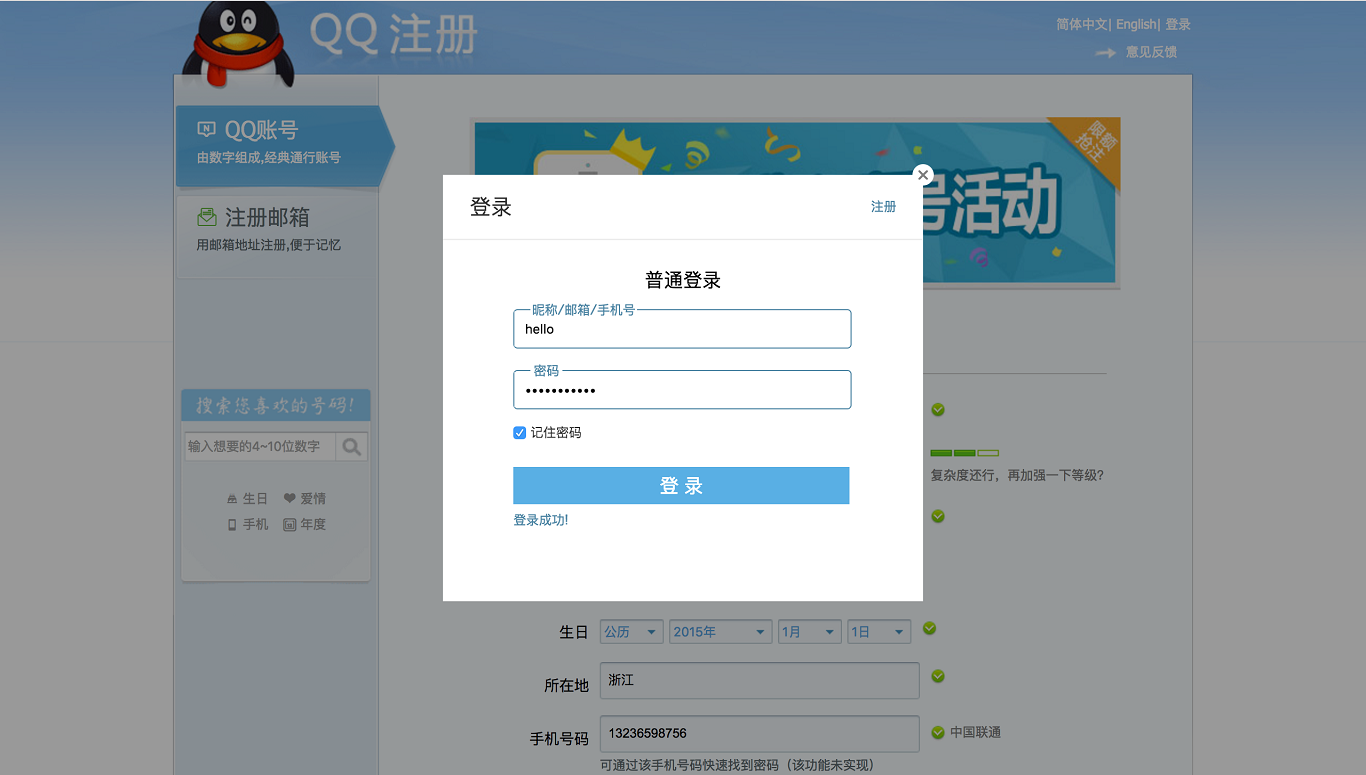 QQ 注册
简体中文| English| 登录
意见反馈
QQ账号
由数字组成,经典通行账号
注册邮箱
用邮箱地址注册,便于记忆
搜索您喜欢的号码!
输入想要的4~10位数字
生日 爱情
手机 年度
限额
抢注
号活动
登录
注册
普通登录
昵称/邮箱/手机号
hello
密码
•••••••••••
记住密码
登 录
登录成功!
复杂度还行，再加强一下等级?
生日 公历 2015年 1月 1日
所在地 浙江
手机号码 13236598756 中国联通
可通过该手机号码快速找到密码（该功能未实现）